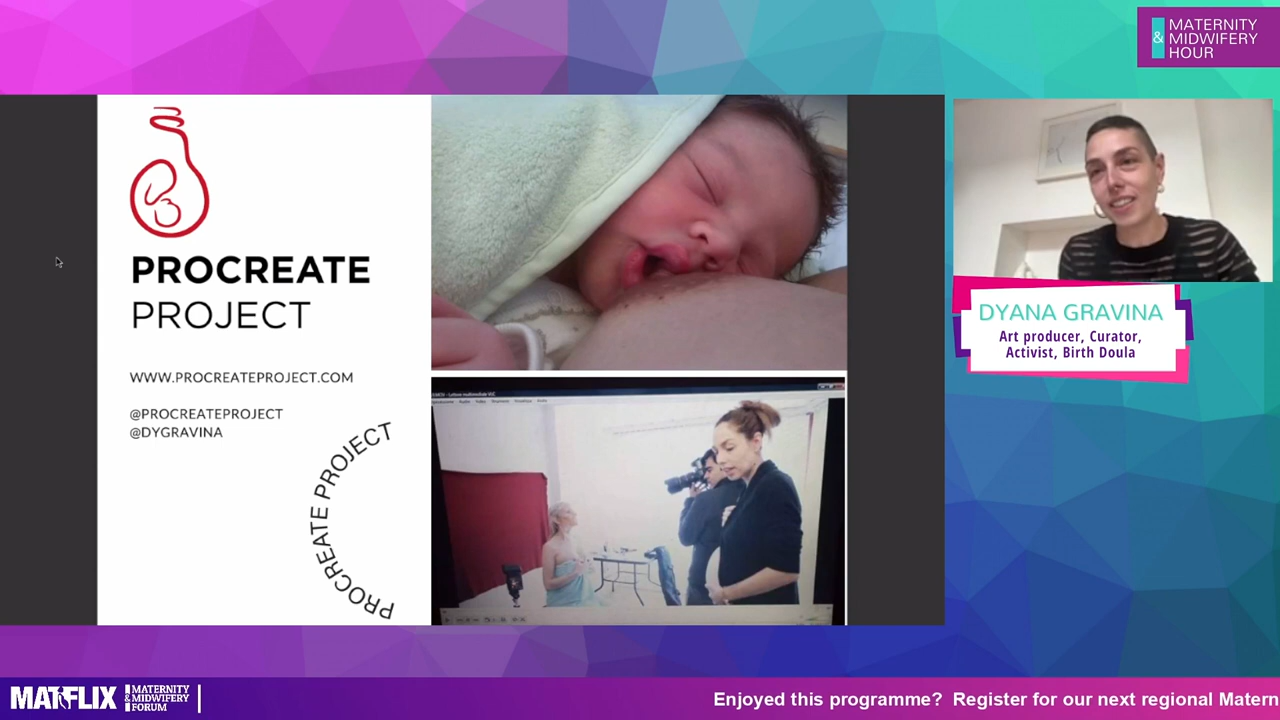 & MATERNITY
MIDWIFERY
HOUR
PROCREATE
PROJECT
WWW.PROCREATEPROJECT.COM
@PROCREATEPROJECT
@DYGRAVINA
PROCREATE PROJECT
DYANA GRAVINA
Art producer, Curator,
Activist, Birth Doula
MATFLIX
MATERNITY
& MIDWIFERY
FORUM
Enjoyed this programme? Register for our next regional Matern